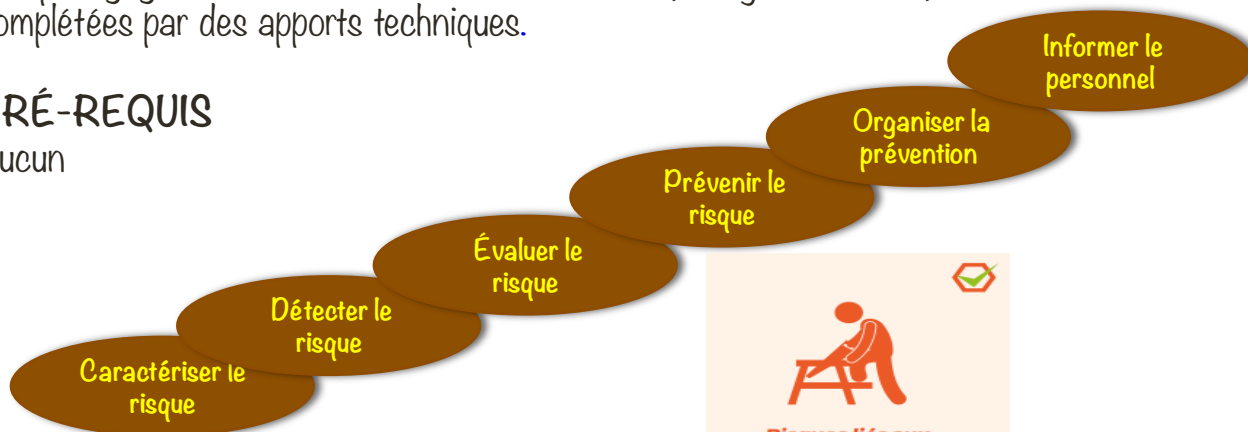 complétées par des apports techniques.
Informer le
personnel
RÉ-REQUIS
ucun
Organiser la
prévention
Prévenir le
risque
Évaluer le
risque
Détecter le
risque
Caractériser le
risque